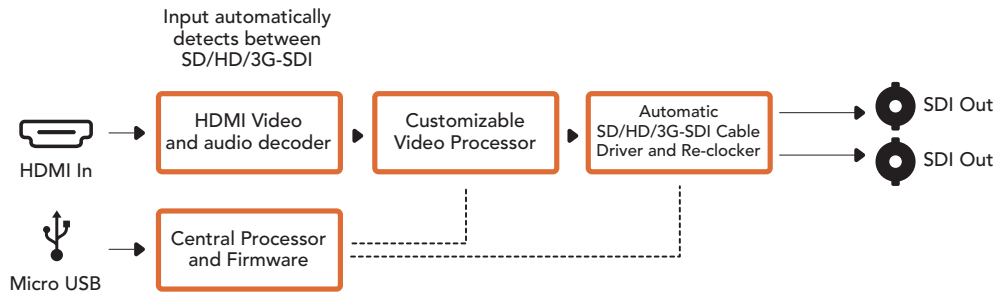 Input automatically
detects between
SD/HD/3G-SDI
HDMI In
HDMI Video
and audio decoder
Customizable
Video Processor
Automatic
SD/HD/3G-SDI Cable
Driver and Re-clocker
SDI Out
SDI Out
Micro USB
Central Processor
and Firmware